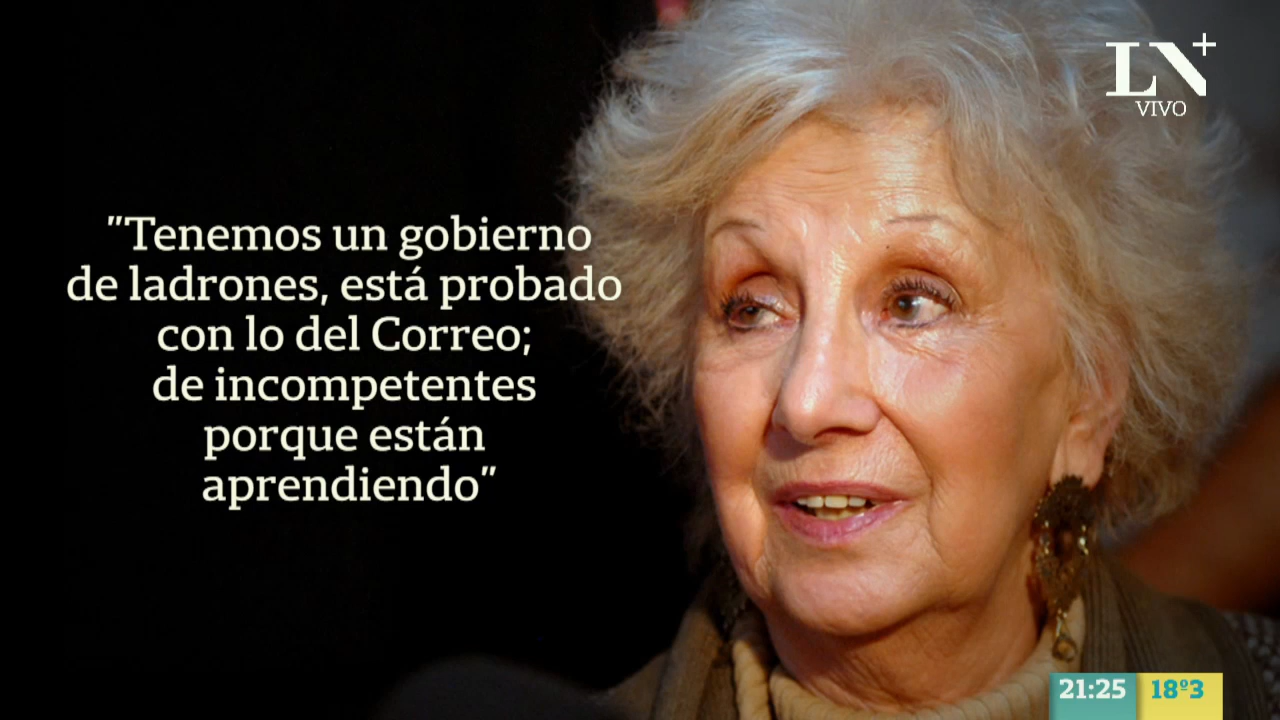 LN+
VIVO
"Tenemos un gobierno
de ladrones, está probado
con lo del Correo;
de incompetentes
porque están
aprendiendo"
21:25 18º3